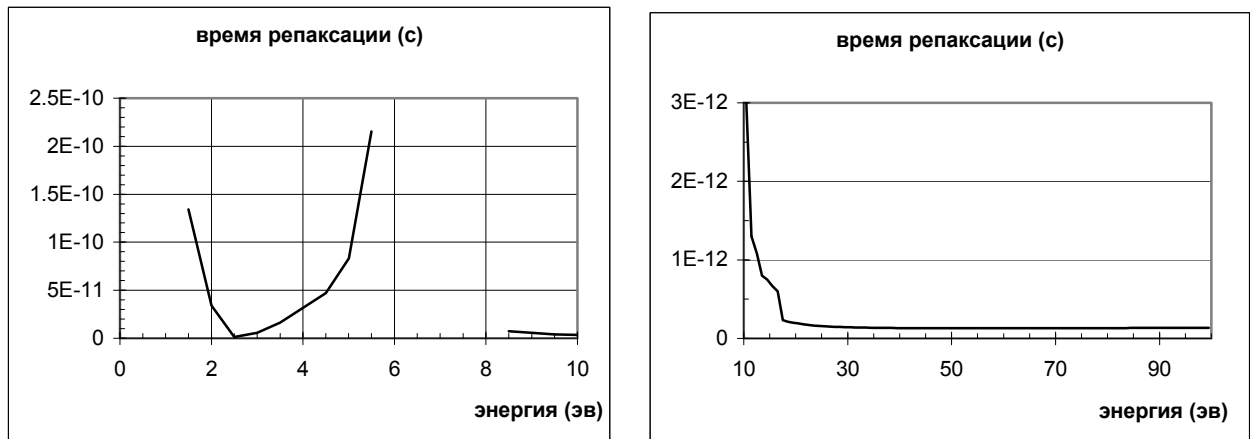 время репаксации (с)
2.5E-10
2E-10
1.5E-10
1E-10
5E-11
0
0 2 4 6 8 10
энергия (эв)
время репаксации (с)
3E-12
2E-12
1E-12
0
10 30 50 70 90
энергия (эв)